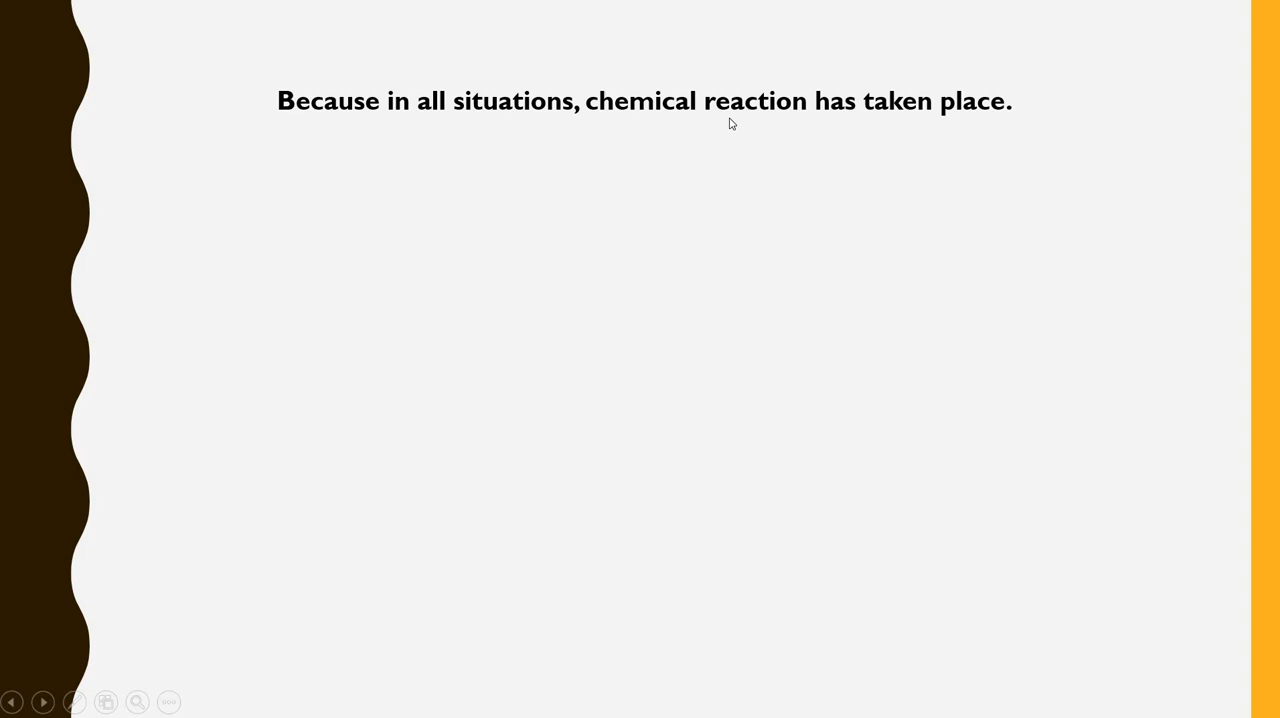 Because in all situations, chemical reaction has taken place.